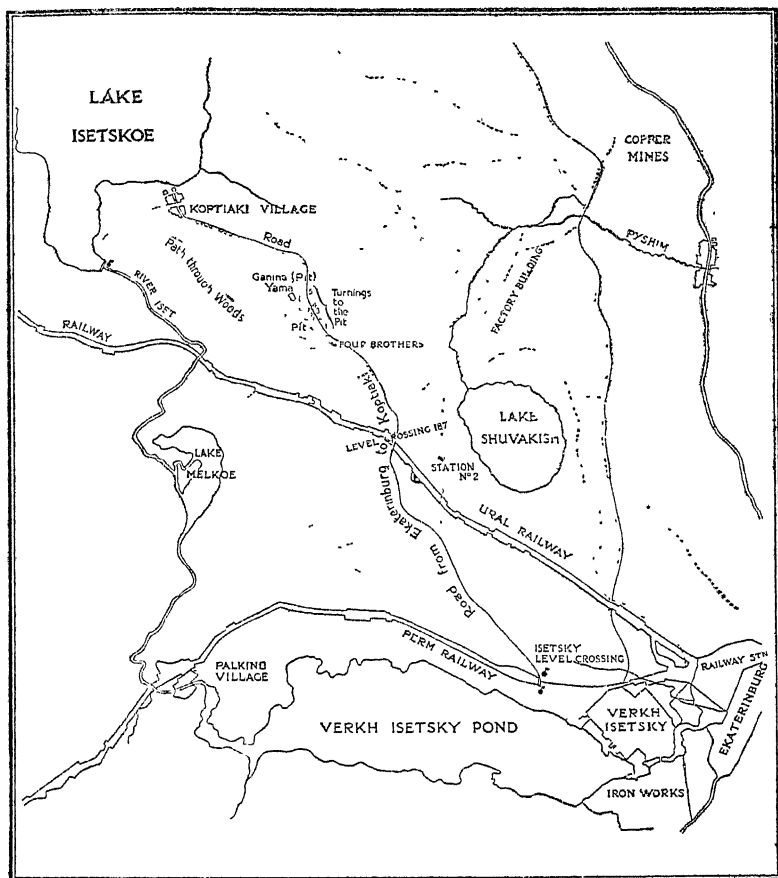 LAKE
ISETSKOE
COPPER
MINES
KOPTIAKI VILLAGE
Road
PYSHIM
Path through Woods
Ganina (Pit)
Yama
Turnings
to
the
Pit
RIVER ISET
FACTORY BUILDING
RAILWAY
Pit
FOUR BROTHERS
LAKE
SHUVAKISH
LEVEL CROSSING 187
LAKE
MELKOE
STATION
Nº2
Road from Ekaterinburg to Koptiaki
URAL RAILWAY
PERM RAILWAY
ISETSKY
LEVEL CROSSING
PALKINO
VILLAGE
RAILWAY STN
VERKH ISETSKY POND
VERKH
ISETSKY
EKATERINBURG
IRON WORKS